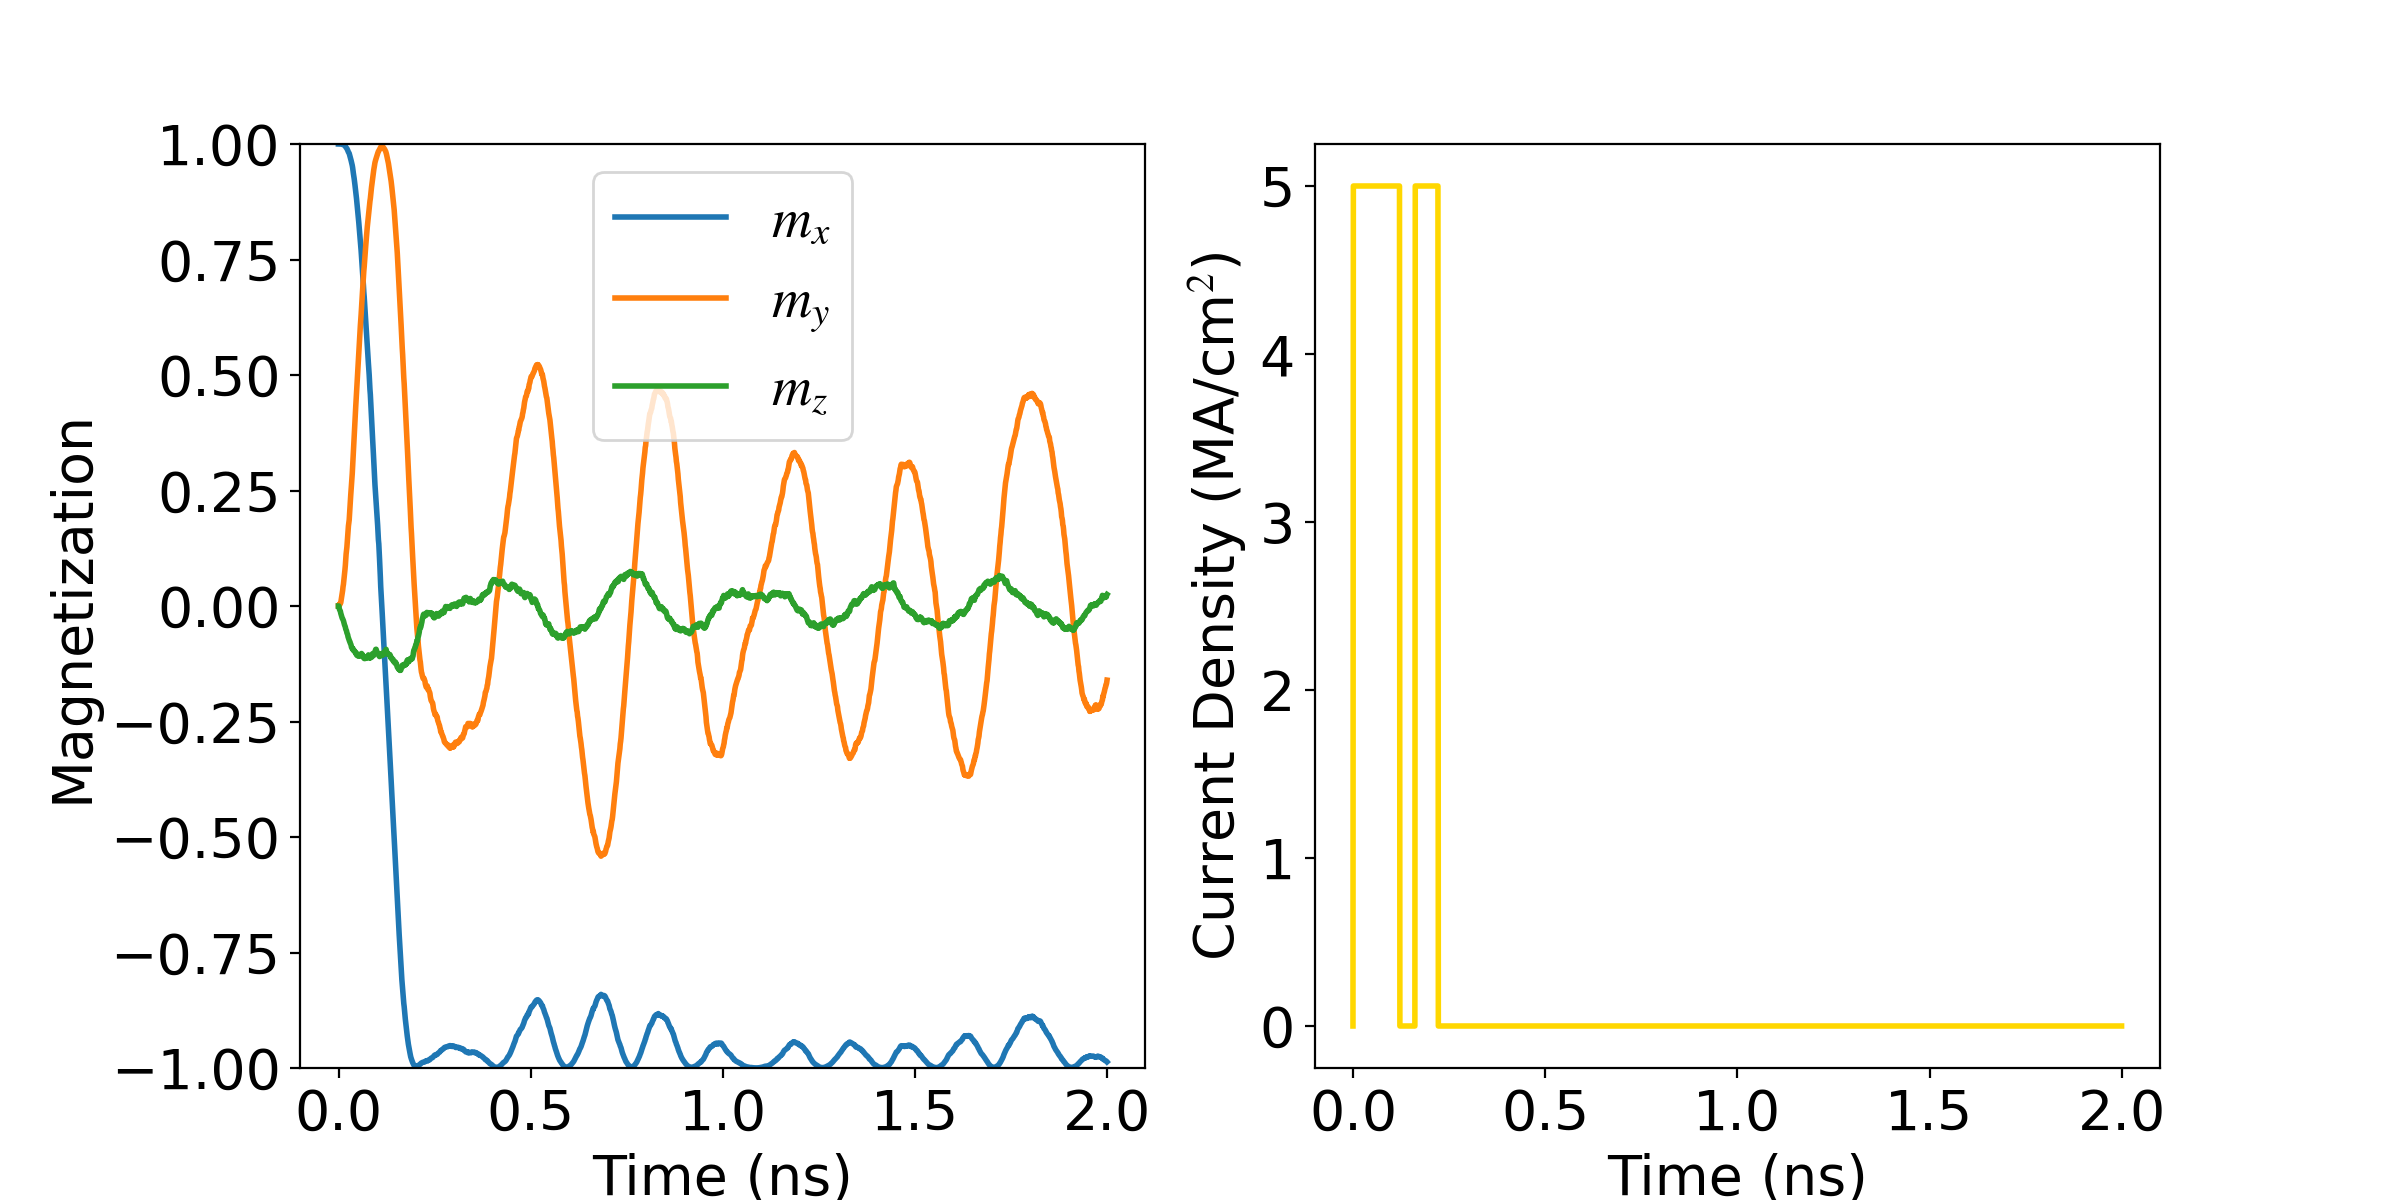 1.00
0.75
0.50
0.25
0.00
−0.25
−0.50
−0.75
−1.00
Magnetization
0.0 0.5 1.0 1.5 2.0
Time (ns)
m_x
m_y
m_z
5
4
3
2
1
0
Current Density (MA/cm²)
0.0 0.5 1.0 1.5 2.0
Time (ns)